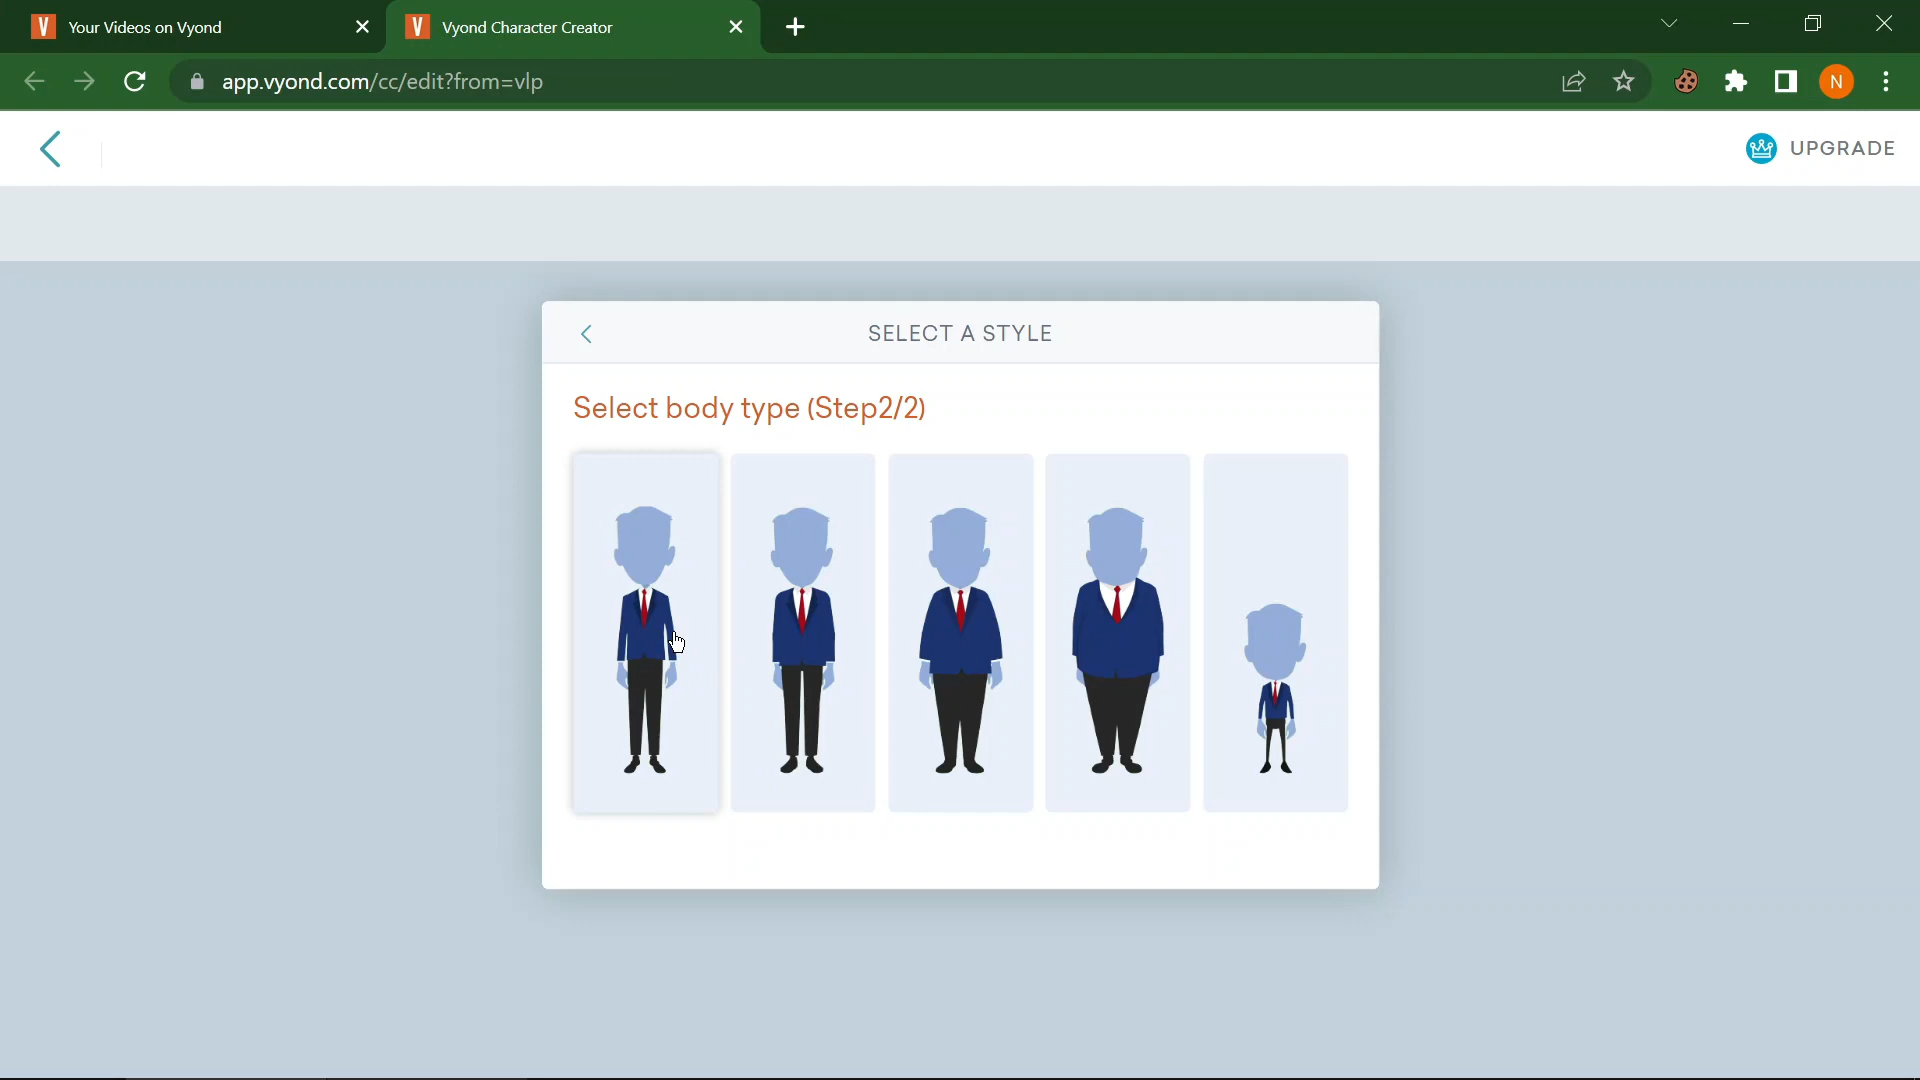 Your Videos on Vyond
Vyond Character Creator
app.vyond.com/cc/edit?from=vlp
N
UPGRADE
SELECT A STYLE
Select body type (Step2/2)